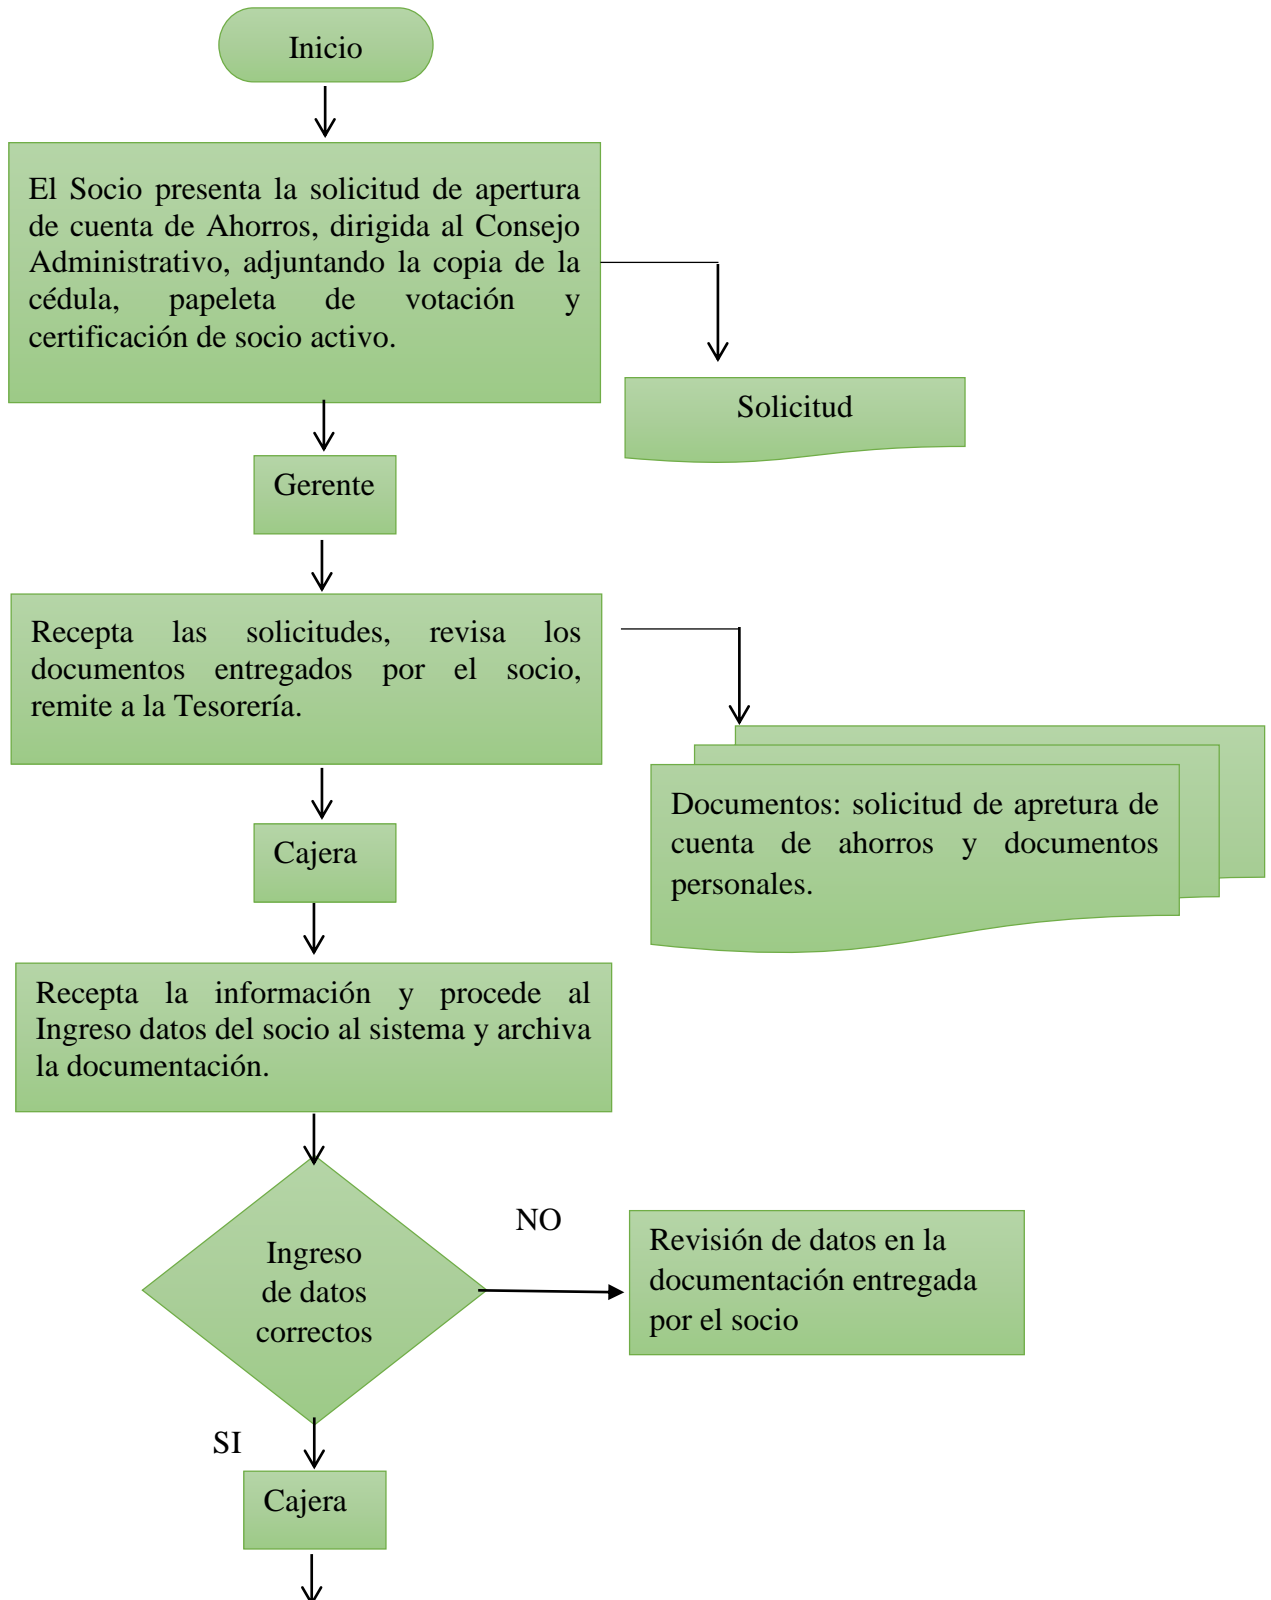 Inicio
El Socio presenta la solicitud de apertura
de cuenta de Ahorros, dirigida al Consejo
Administrativo, adjuntando la copia de la
cédula, papeleta de votación y
certificación de socio activo.
Solicitud
Gerente
Recepta las solicitudes, revisa los
documentos entregados por el socio,
remite a la Tesorería.
Documentos: solicitud de apretura de
cuenta de ahorros y documentos
personales.
Cajera
Recepta la información y procede al
Ingreso datos del socio al sistema y archiva
la documentación.
Ingreso
de datos
correctos
NO
Revisión de datos en la
documentación entregada
por el socio
SI
Cajera